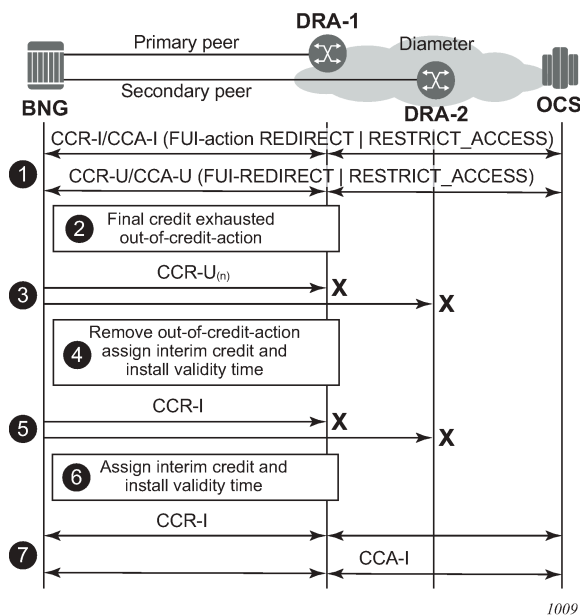 DRA-1
Primary peer
Diameter
Secondary peer
BNG
DRA-2
OCS
CCR-I/CCA-I (FUI-action REDIRECT | RESTRICT_ACCESS)
1
CCR-U/CCA-U (FUI-REDIRECT | RESTRICT_ACCESS)
2
Final credit exhausted
out-of-credit-action
CCR-U(n)
X
3
X
Remove out-of-credit-action
4
assign interim credit and
install validity time
CCR-I
X
5
X
6
Assign interim credit and
install validity time
CCR-I
7
CCA-I
1009